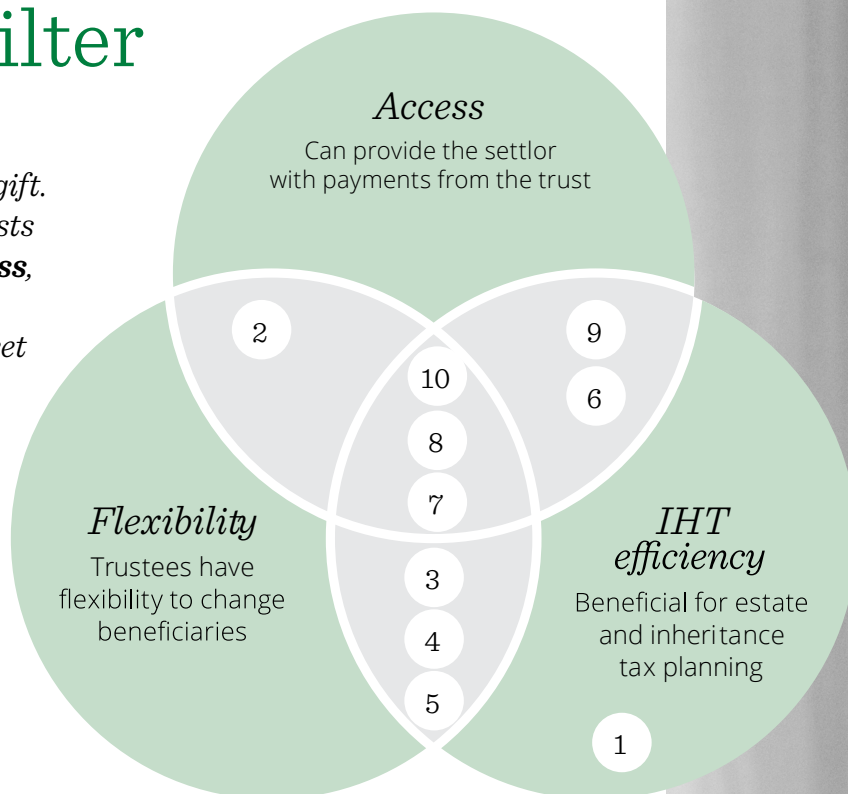 ilter
gift.
sts
ss,
et
Access
Can provide the settlor
with payments from the trust
2
9
6
10
8
7
Flexibility
Trustees have
flexibility to change
beneficiaries
3
4
5
IHT
efficiency
Beneficial for estate
and inheritance
tax planning
1